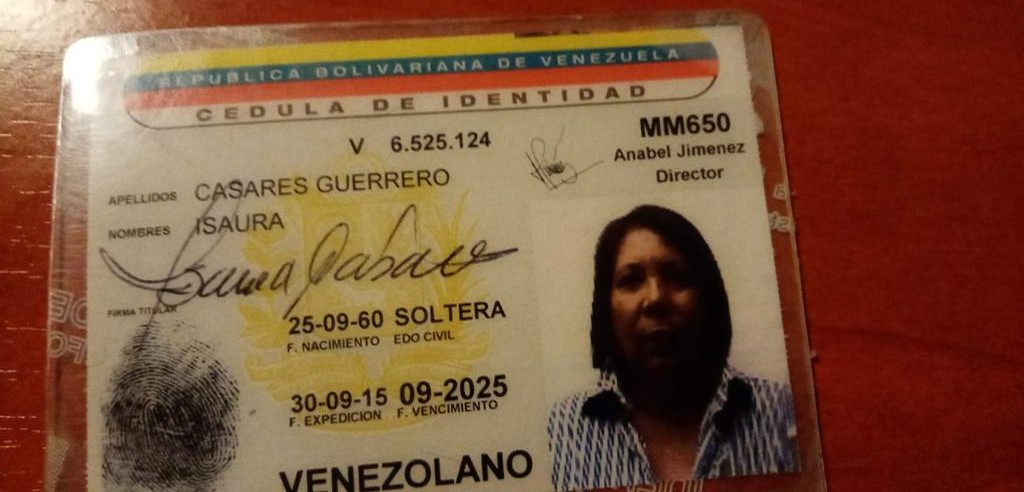 REPUBLICA BOLIVARIANA DE VENEZUELA
CEDULA DE IDENTIDAD
V 6.525.124
MM650
Anabel Jimenez
Director
APELLIDOS CASARES GUERRERO
NOMBRES ISAURA
Isaura Casares
FIRMA TITULAR
25-09-60 SOLTERA
F. NACIMIENTO EDO CIVIL
30-09-15 09-2025
F. EXPEDICION F. VENCIMIENTO
VENEZOLANO